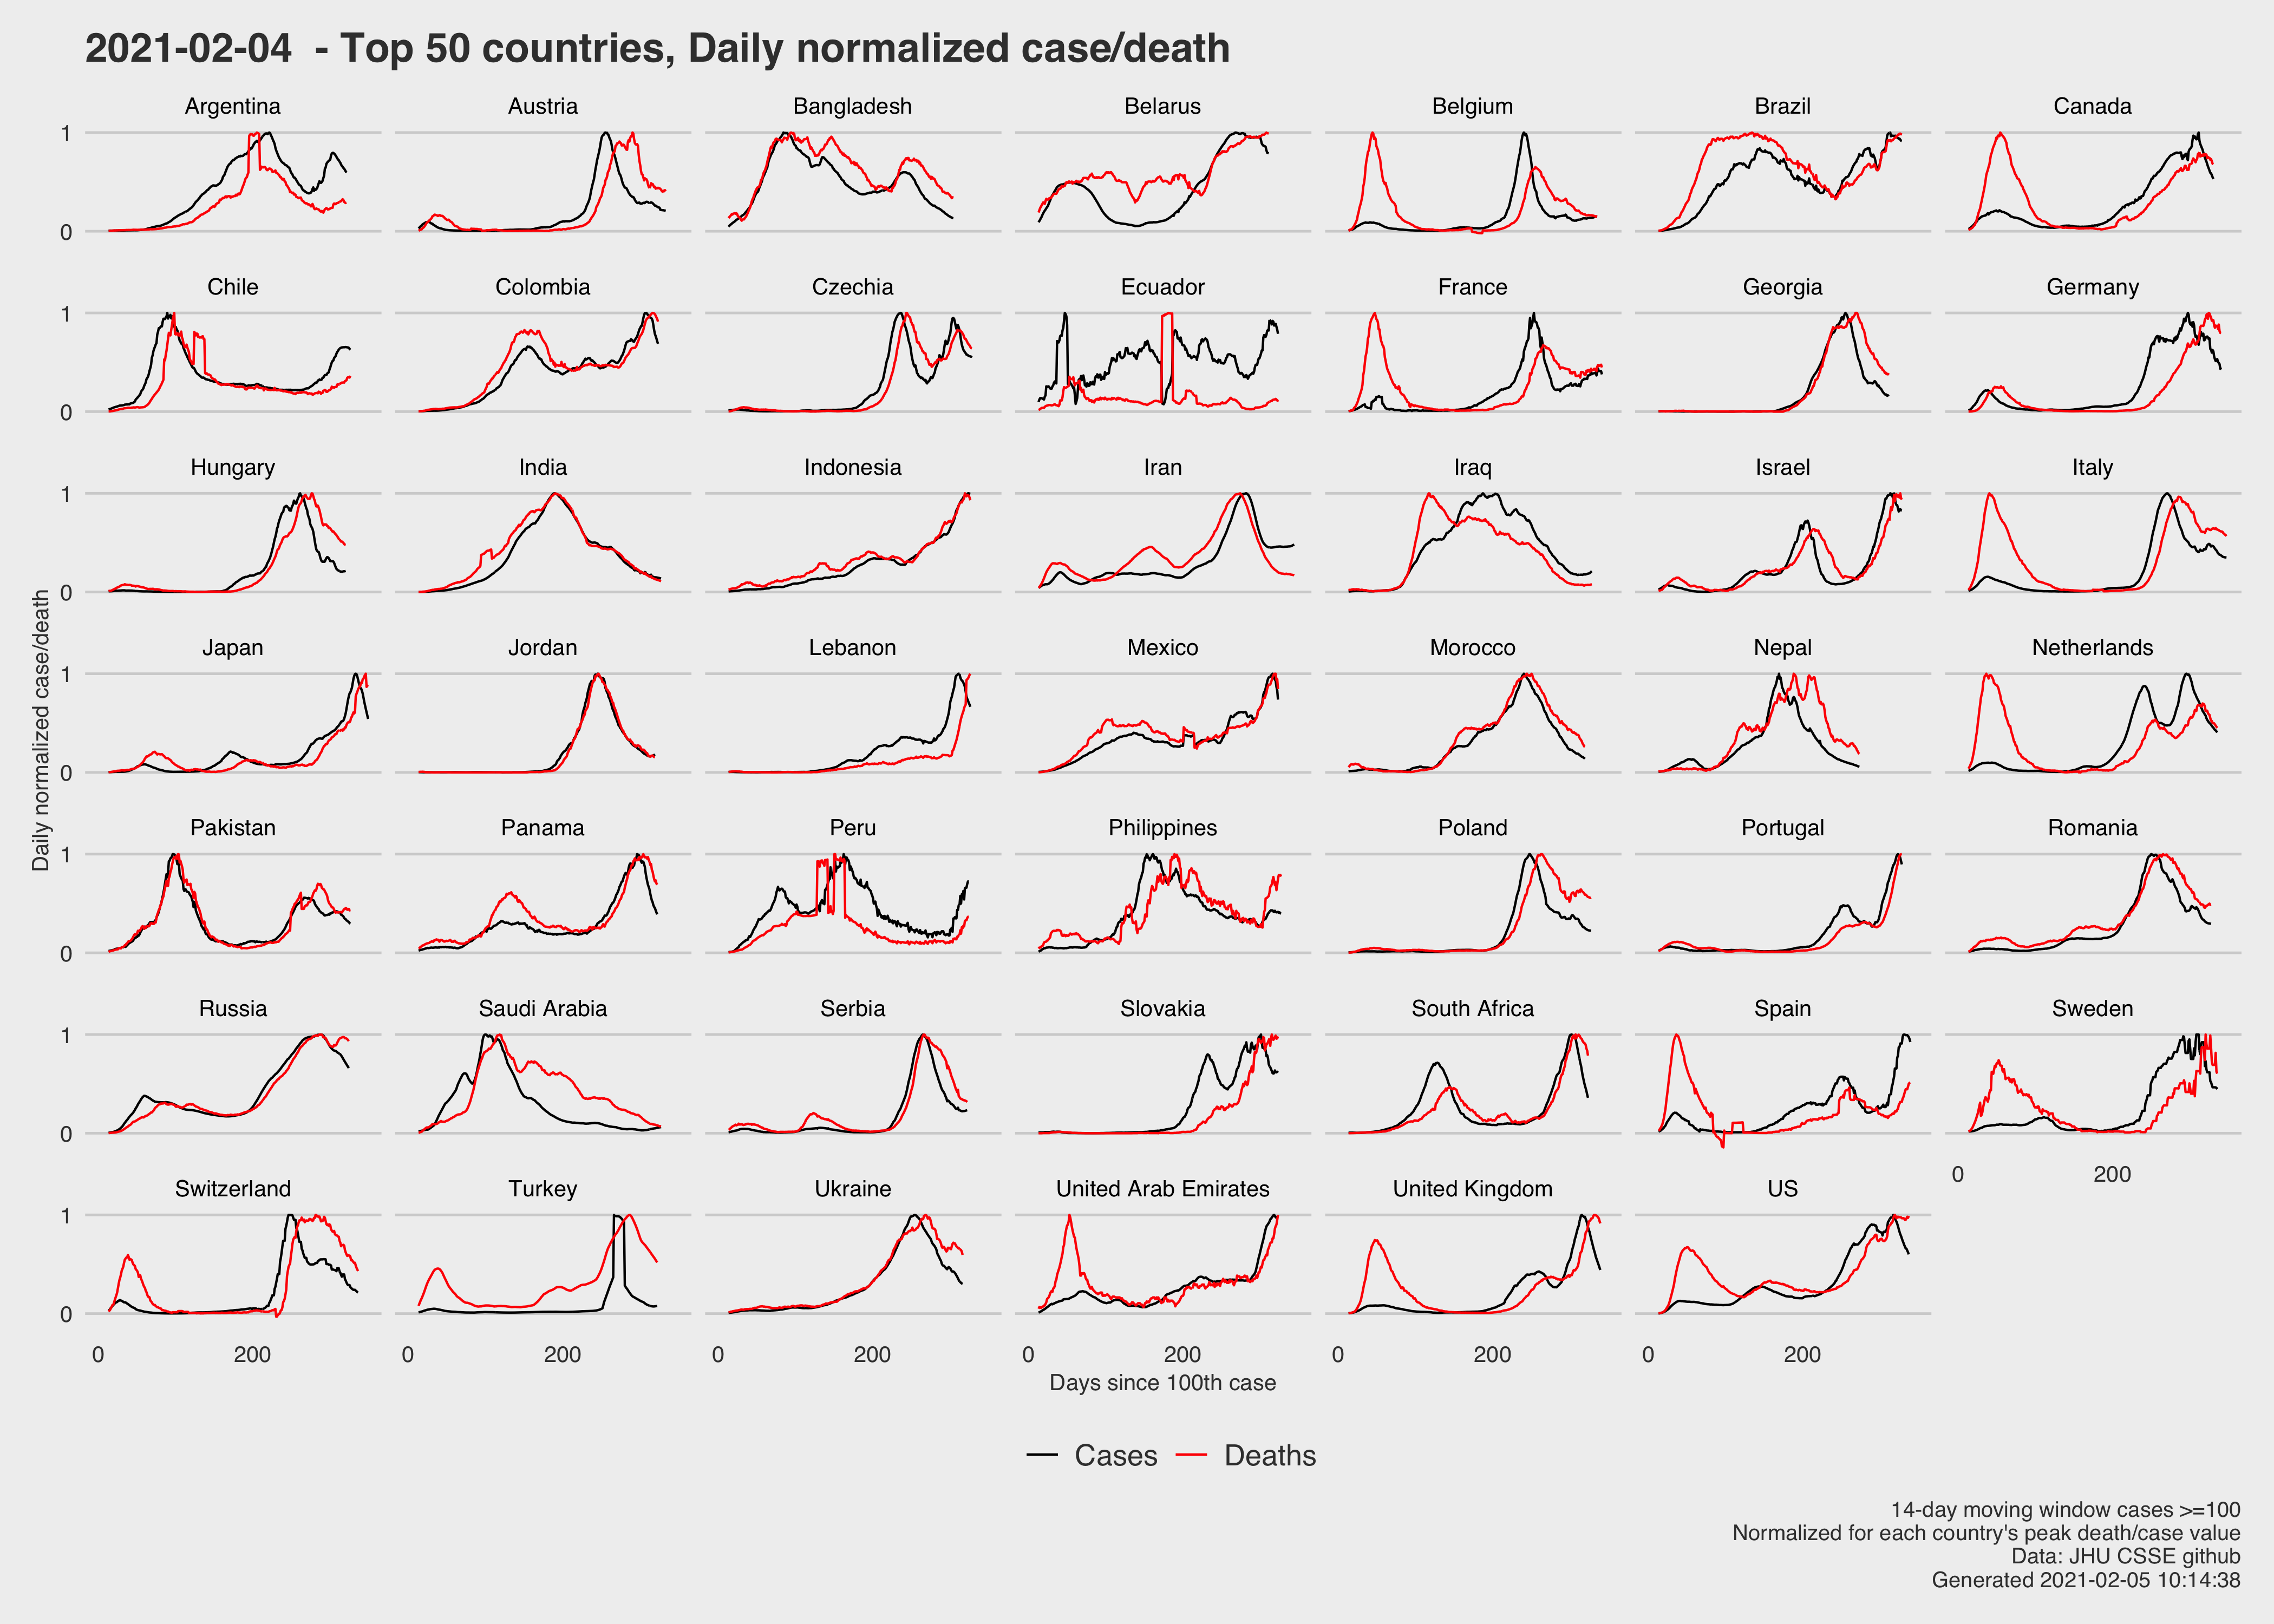 2021-02-04 - Top 50 countries, Daily normalized case/death
Argentina Austria Bangladesh Belarus Belgium Brazil Canada
1
0
Chile Colombia Czechia Ecuador France Georgia Germany
1
0
Hungary India Indonesia Iran Iraq Israel Italy
1
0
Daily normalized case/death
Japan Jordan Lebanon Mexico Morocco Nepal Netherlands
1
0
Pakistan Panama Peru Philippines Poland Portugal Romania
1
0
Russia Saudi Arabia Serbia Slovakia South Africa Spain Sweden
1
0
0 200
Switzerland Turkey Ukraine United Arab Emirates United Kingdom US
1
0
0 200 0 200 0 200 0 200 0 200 0 200
Days since 100th case
Cases Deaths
14-day moving window cases >=100
Normalized for each country's peak death/case value
Data: JHU CSSE github
Generated 2021-02-05 10:14:38